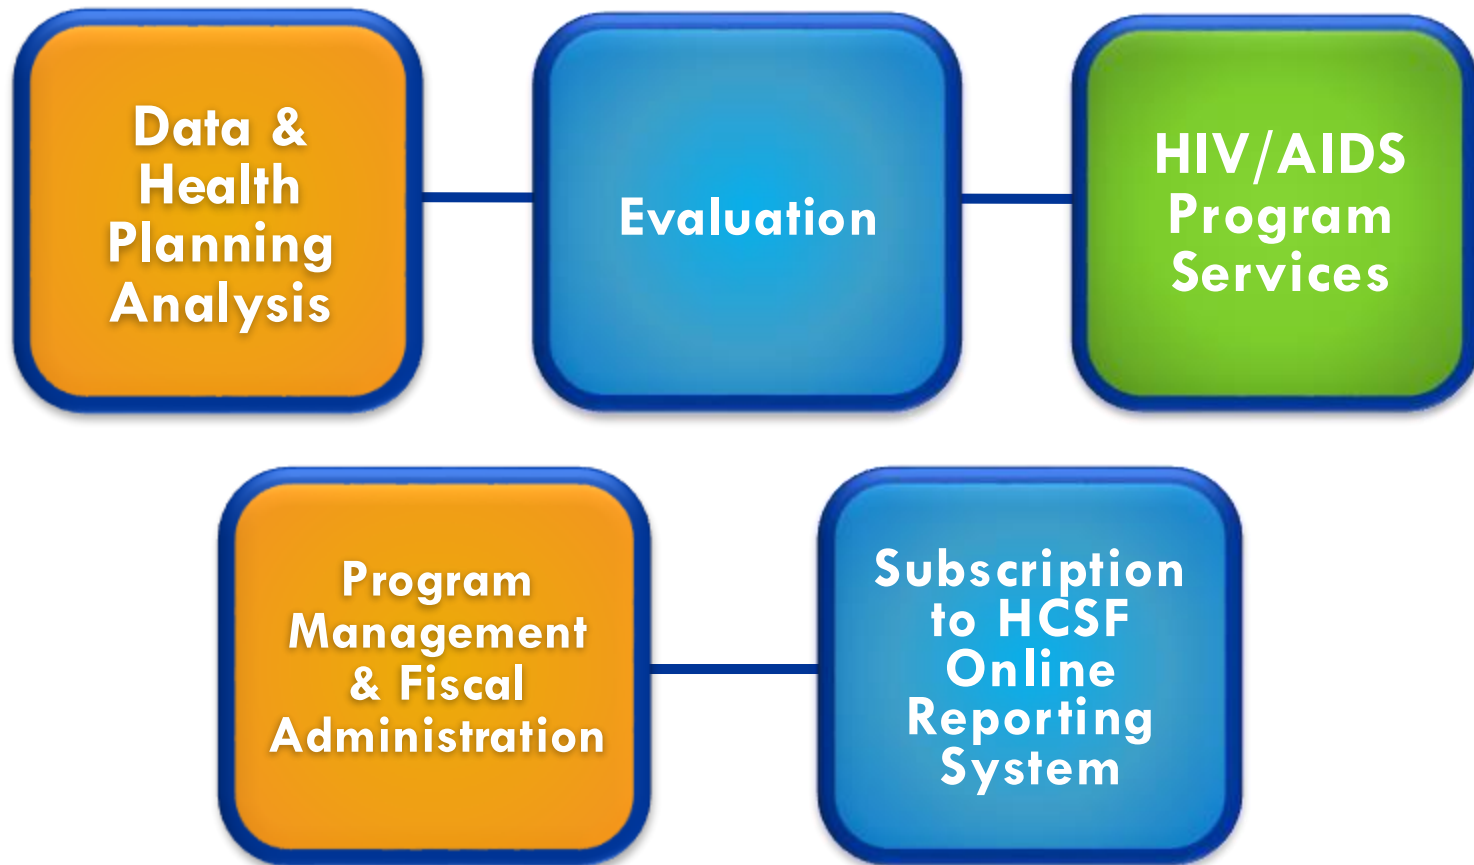 Data &
Health
Planning
Analysis
Evaluation
HIV/AIDS
Program
Services
Program
Management
& Fiscal
Administration
Subscription
to HCSF
Online
Reporting
System